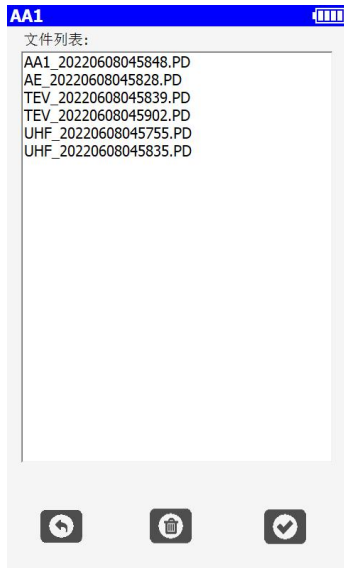 AA1
文件列表:
AA1_20220608045848.PD
AE_20220608045828.PD
TEV_20220608045839.PD
TEV_20220608045902.PD
UHF_20220608045755.PD
UHF_20220608045835.PD